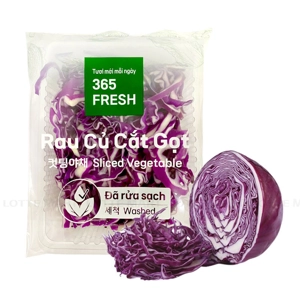 Tươi mới mỗi ngày
365
FRESH
Rau Củ Cắt Gọt
컷팅야채 Sliced Vegetable
Đã rửa sạch
세척 Washed